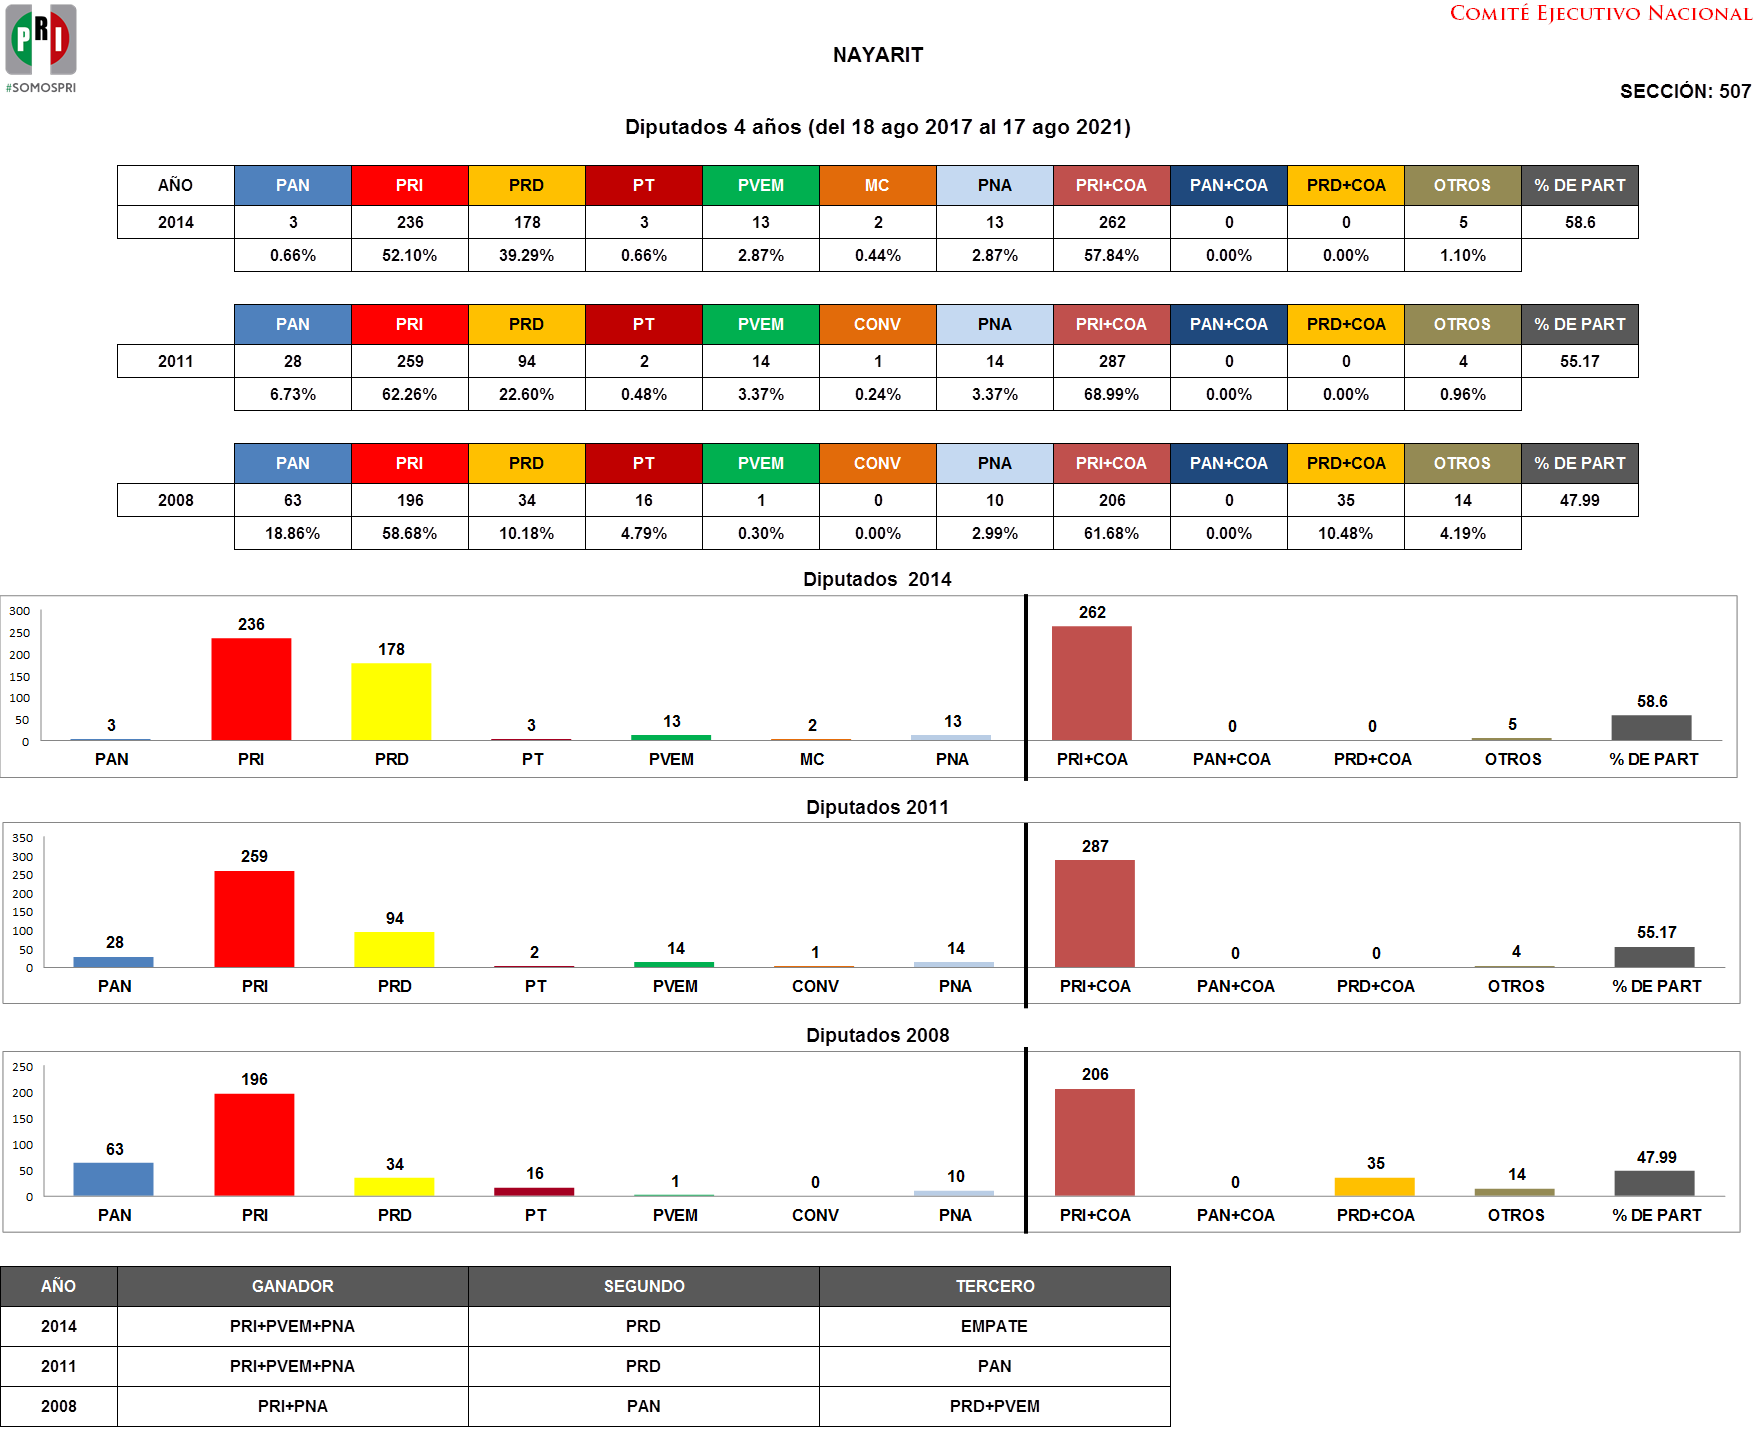 PRI
#SOMOSPRI
COMITÉ EJECUTIVO NACIONAL
NAYARIT
SECCIÓN: 507
Diputados 4 años (del 18 ago 2017 al 17 ago 2021)
AÑO PAN PRI PRD PT PVEM MC PNA PRI+COA PAN+COA PRD+COA OTROS % DE PART
2014 3 236 178 3 13 2 13 262 0 0 5 58.6
0.66% 52.10% 39.29% 0.66% 2.87% 0.44% 2.87% 57.84% 0.00% 0.00% 1.10%
PAN PRI PRD PT PVEM CONV PNA PRI+COA PAN+COA PRD+COA OTROS % DE PART
2011 28 259 94 2 14 1 14 287 0 0 4 55.17
6.73% 62.26% 22.60% 0.48% 3.37% 0.24% 3.37% 68.99% 0.00% 0.00% 0.96%
PAN PRI PRD PT PVEM CONV PNA PRI+COA PAN+COA PRD+COA OTROS % DE PART
2008 63 196 34 16 1 0 10 206 0 35 14 47.99
18.86% 58.68% 10.18% 4.79% 0.30% 0.00% 2.99% 61.68% 0.00% 10.48% 4.19%
Diputados 2014
300
250
200
150
100
50
0
3 236 178 3 13 2 13 262 0 0 5 58.6
PAN PRI PRD PT PVEM MC PNA PRI+COA PAN+COA PRD+COA OTROS % DE PART
Diputados 2011
350
300
250
200
150
100
50
0
28 259 94 2 14 1 14 287 0 0 4 55.17
PAN PRI PRD PT PVEM CONV PNA PRI+COA PAN+COA PRD+COA OTROS % DE PART
Diputados 2008
250
200
150
100
50
0
63 196 34 16 1 0 10 206 0 35 14 47.99
PAN PRI PRD PT PVEM CONV PNA PRI+COA PAN+COA PRD+COA OTROS % DE PART
AÑO GANADOR SEGUNDO TERCERO
2014 PRI+PVEM+PNA PRD EMPATE
2011 PRI+PVEM+PNA PRD PAN
2008 PRI+PNA PAN PRD+PVEM